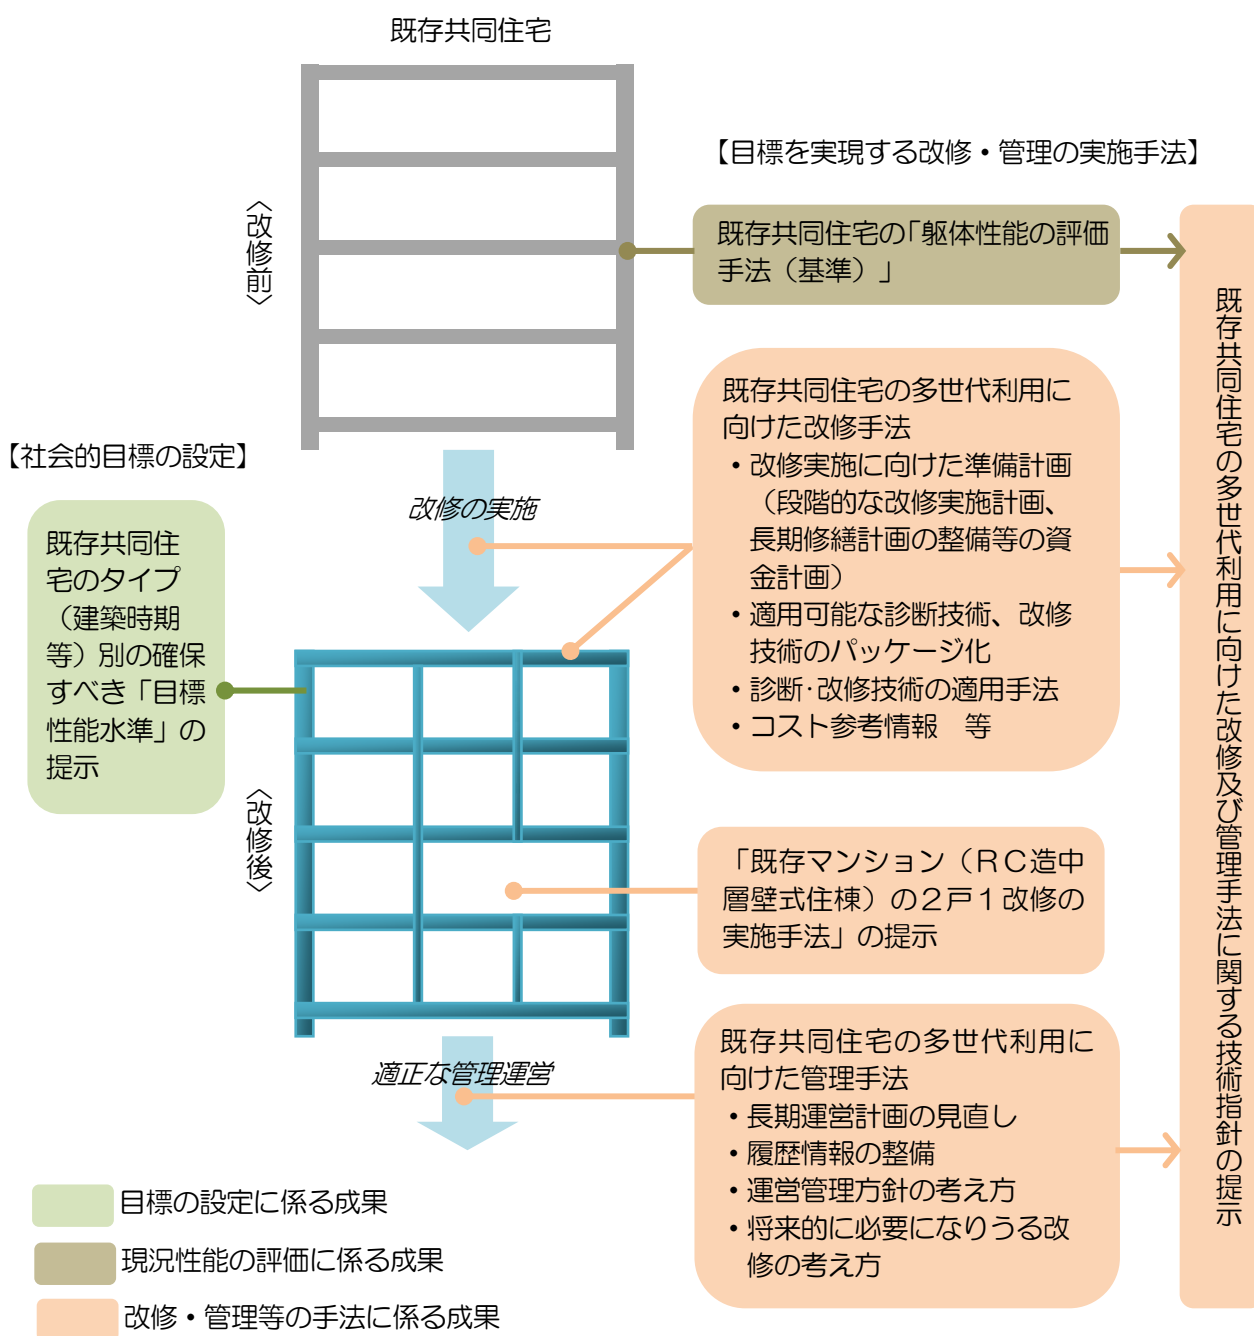 既存共同住宅
【目標を実現する改修・管理の実施手法】
〈改修前〉
既存共同住宅の「躯体性能の評価
手法（基準）」
既存共同住宅の多世代利用に
向けた改修手法
・改修実施に向けた準備計画
（段階的な改修実施計画、
長期修繕計画の整備等の資
金計画）
・適用可能な診断技術、改修
技術のパッケージ化
・診断・改修技術の適用手法
・コスト参考情報　等
【社会的目標の設定】
改修の実施
既存共同住
宅のタイプ
（建築時期
等）別の確保
すべき「目標
性能水準」の
提示
〈改修後〉
「既存マンション（ＲＣ造中
層壁式住棟）の２戸１改修の
実施手法」の提示
適正な管理運営
既存共同住宅の多世代利用に
向けた管理手法
・長期運営計画の見直し
・履歴情報の整備
・運営管理方針の考え方
・将来的に必要になりうる改
修の考え方
既存共同住宅の多世代利用に向けた改修及び管理手法に関する技術指針の提示
目標の設定に係る成果
現況性能の評価に係る成果
改修・管理等の手法に係る成果